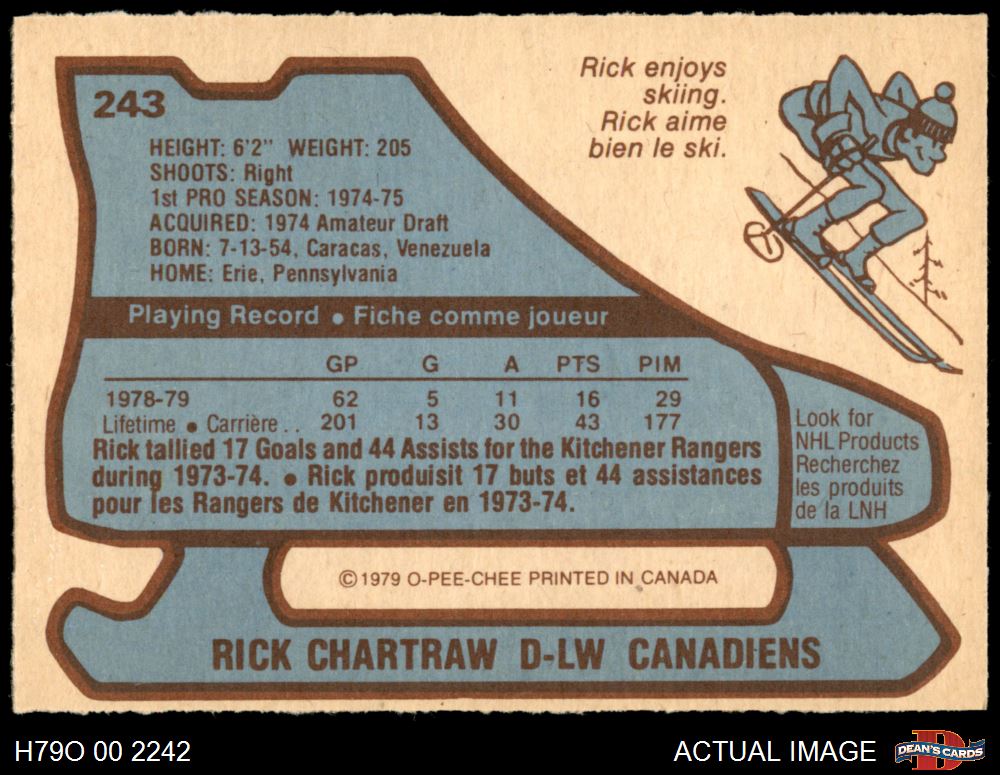 243
Rick enjoys
skiing.
Rick aime
bien le ski.
HEIGHT: 6'2" WEIGHT: 205
SHOOTS: Right
1st PRO SEASON: 1974-75
ACQUIRED: 1974 Amateur Draft
BORN: 7-13-54, Caracas, Venezuela
HOME: Erie, Pennsylvania
Playing Record • Fiche comme joueur
GP G A PTS PIM
1978-79 62 5 11 16 29
Lifetime • Carrière . . 201 13 30 43 177
Rick tallied 17 Goals and 44 Assists for the Kitchener Rangers
during 1973-74. • Rick produisit 17 buts et 44 assistances
pour les Rangers de Kitchener en 1973-74.
Look for
NHL Products
Recherchez
les produits
de la LNH
© 1979 O-PEE-CHEE PRINTED IN CANADA
RICK CHARTRAW D-LW CANADIENS
H79O 00 2242
ACTUAL IMAGE
D
DEAN'S CARDS